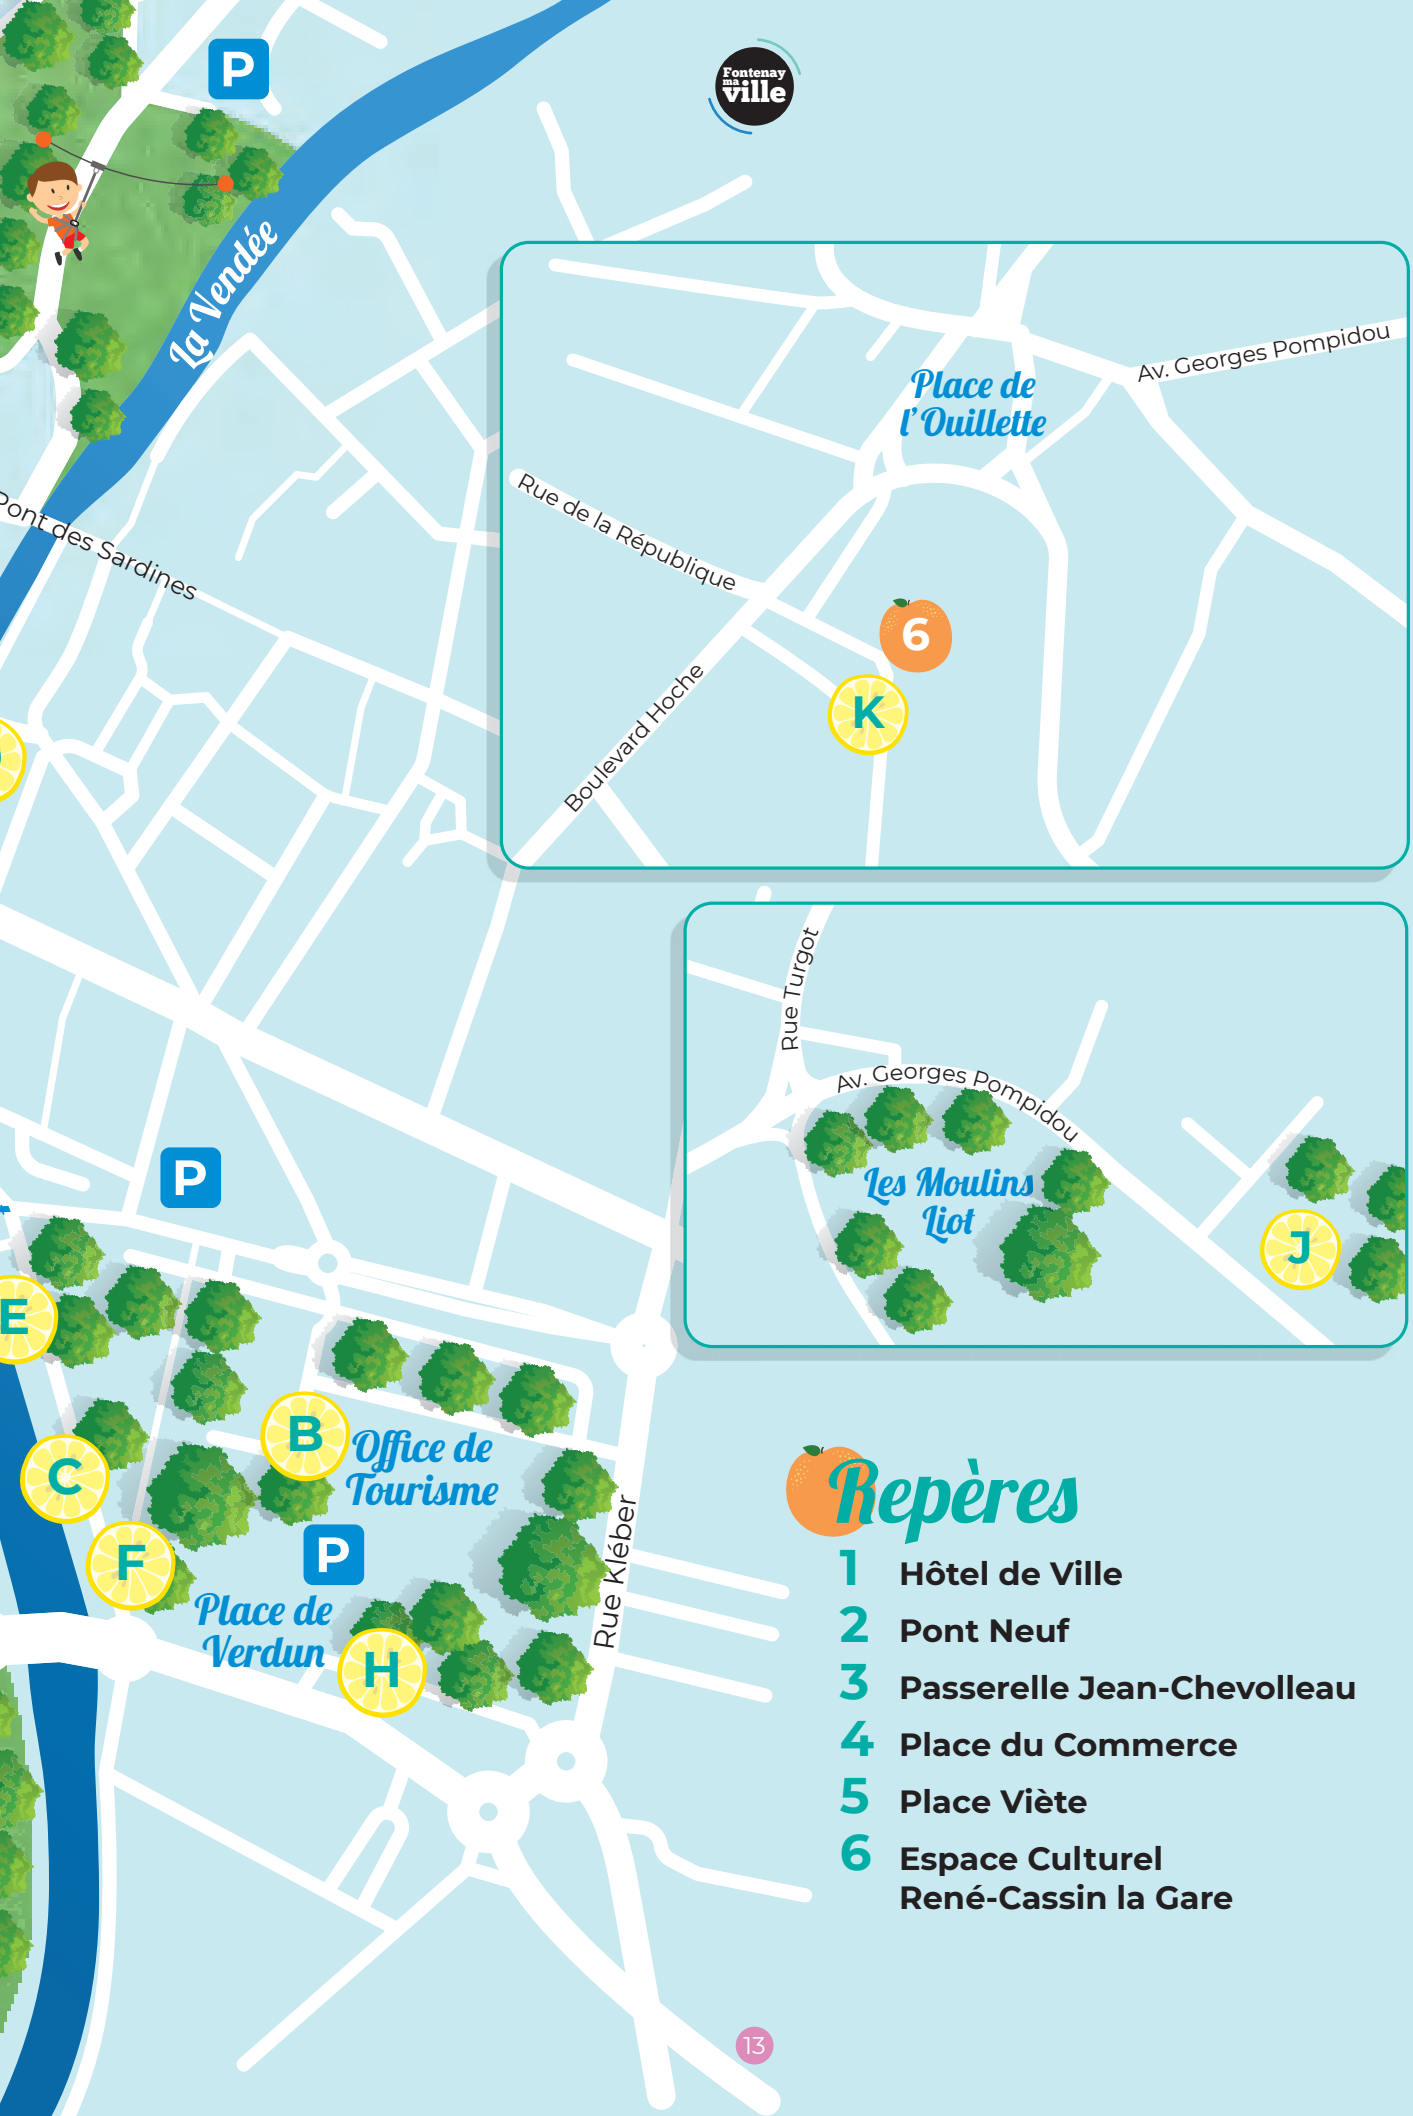 P
Fontenay
ma
ville
La Vendée
Pont des Sardines
Av. Georges Pompidou
Place de
l'Ouillette
Rue de la République
6
K
Boulevard Hoche
Rue Turgot
Av. Georges Pompidou
Les Moulins
Liot
J
P
E
B
Office de
Tourisme
C
F
P
Place de
Verdun
H
Rue Kléber
Repères
1 Hôtel de Ville
2 Pont Neuf
3 Passerelle Jean-Chevolleau
4 Place du Commerce
5 Place Viète
6 Espace Culturel
René-Cassin la Gare
13